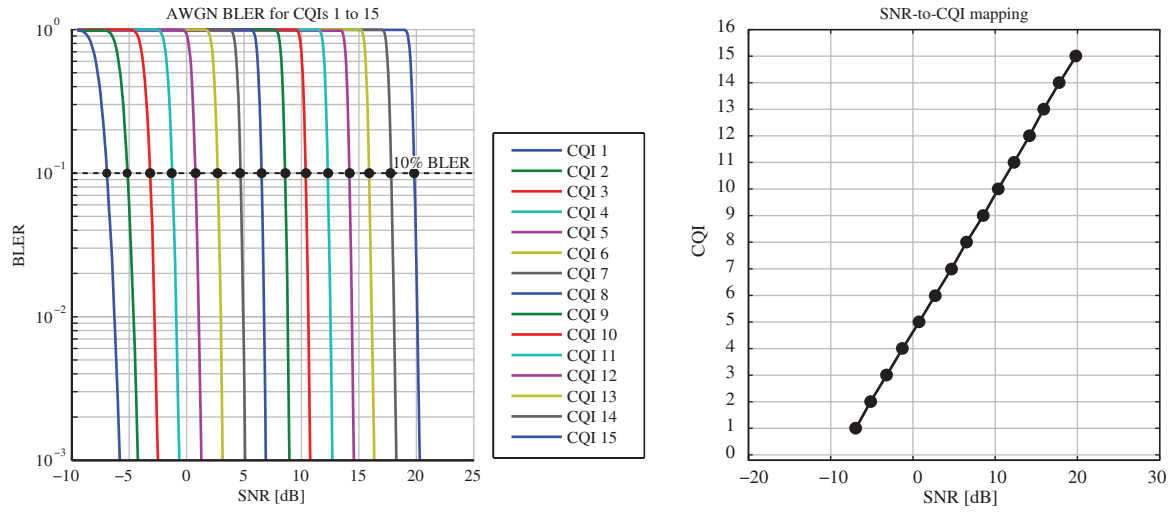 AWGN BLER for CQIs 1 to 15
10^0
10^-1
10^-2
10^-3
BLER
10% BLER
-10
-5
0
5
10
15
20
25
SNR [dB]
CQI 1
CQI 2
CQI 3
CQI 4
CQI 5
CQI 6
CQI 7
CQI 8
CQI 9
CQI 10
CQI 11
CQI 12
CQI 13
CQI 14
CQI 15
SNR-to-CQI mapping
16
15
14
13
12
11
10
9
8
7
6
5
4
3
2
1
0
CQI
-20
-10
0
10
20
30
SNR [dB]